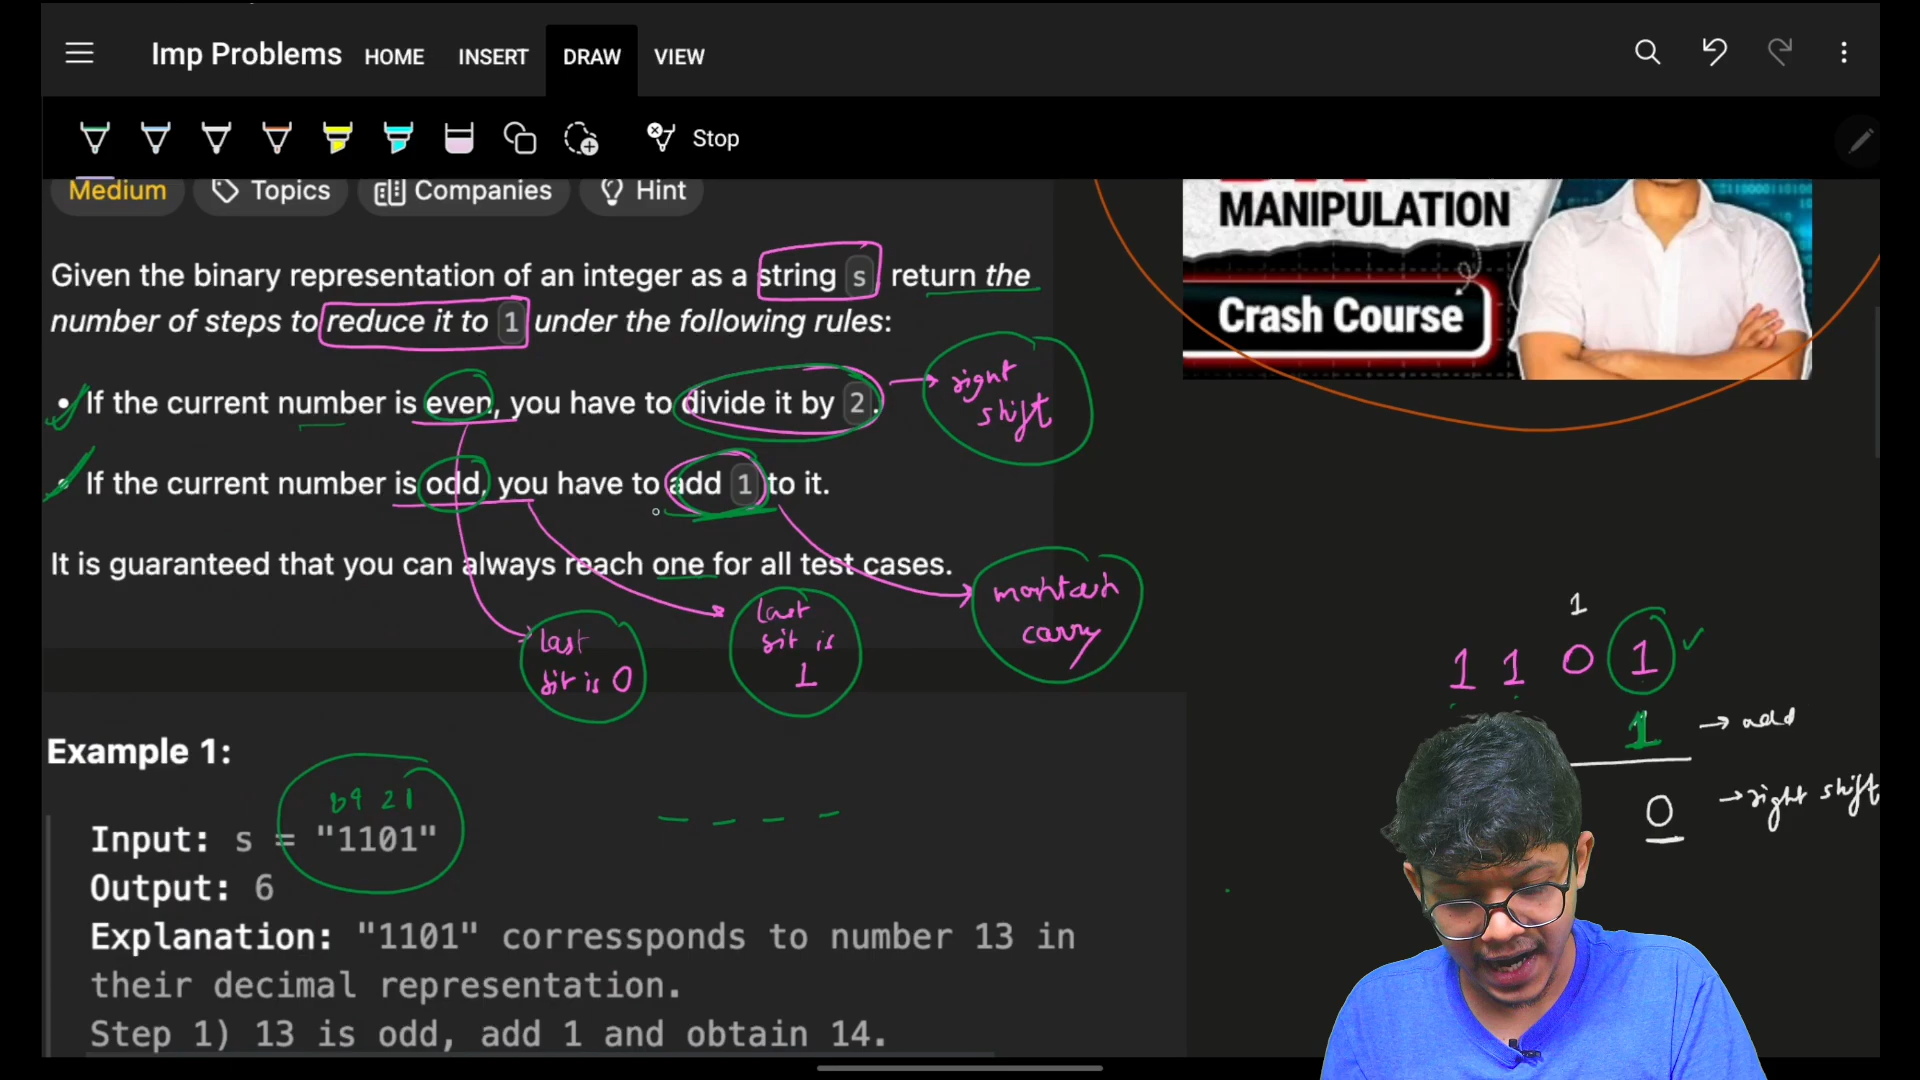 Imp Problems HOME INSERT DRAW VIEW
Stop
Medium Topics Companies Hint
MANIPULATION
Crash Course
Given the binary representation of an integer as a string s return the
number of steps to reduce it to 1 under the following rules:
• If the current number is even, you have to divide it by 2.
right
shift
• If the current number is odd, you have to add 1 to it.
It is guaranteed that you can always reach one for all test cases.
last
bit is 0
last
bit is
1
carry
1
1 1 0 1
1 → add
0 → right shift
Example 1:
21
Input: s = "1101"
Output: 6
Explanation: "1101" corressponds to number 13 in
their decimal representation.
Step 1) 13 is odd, add 1 and obtain 14.